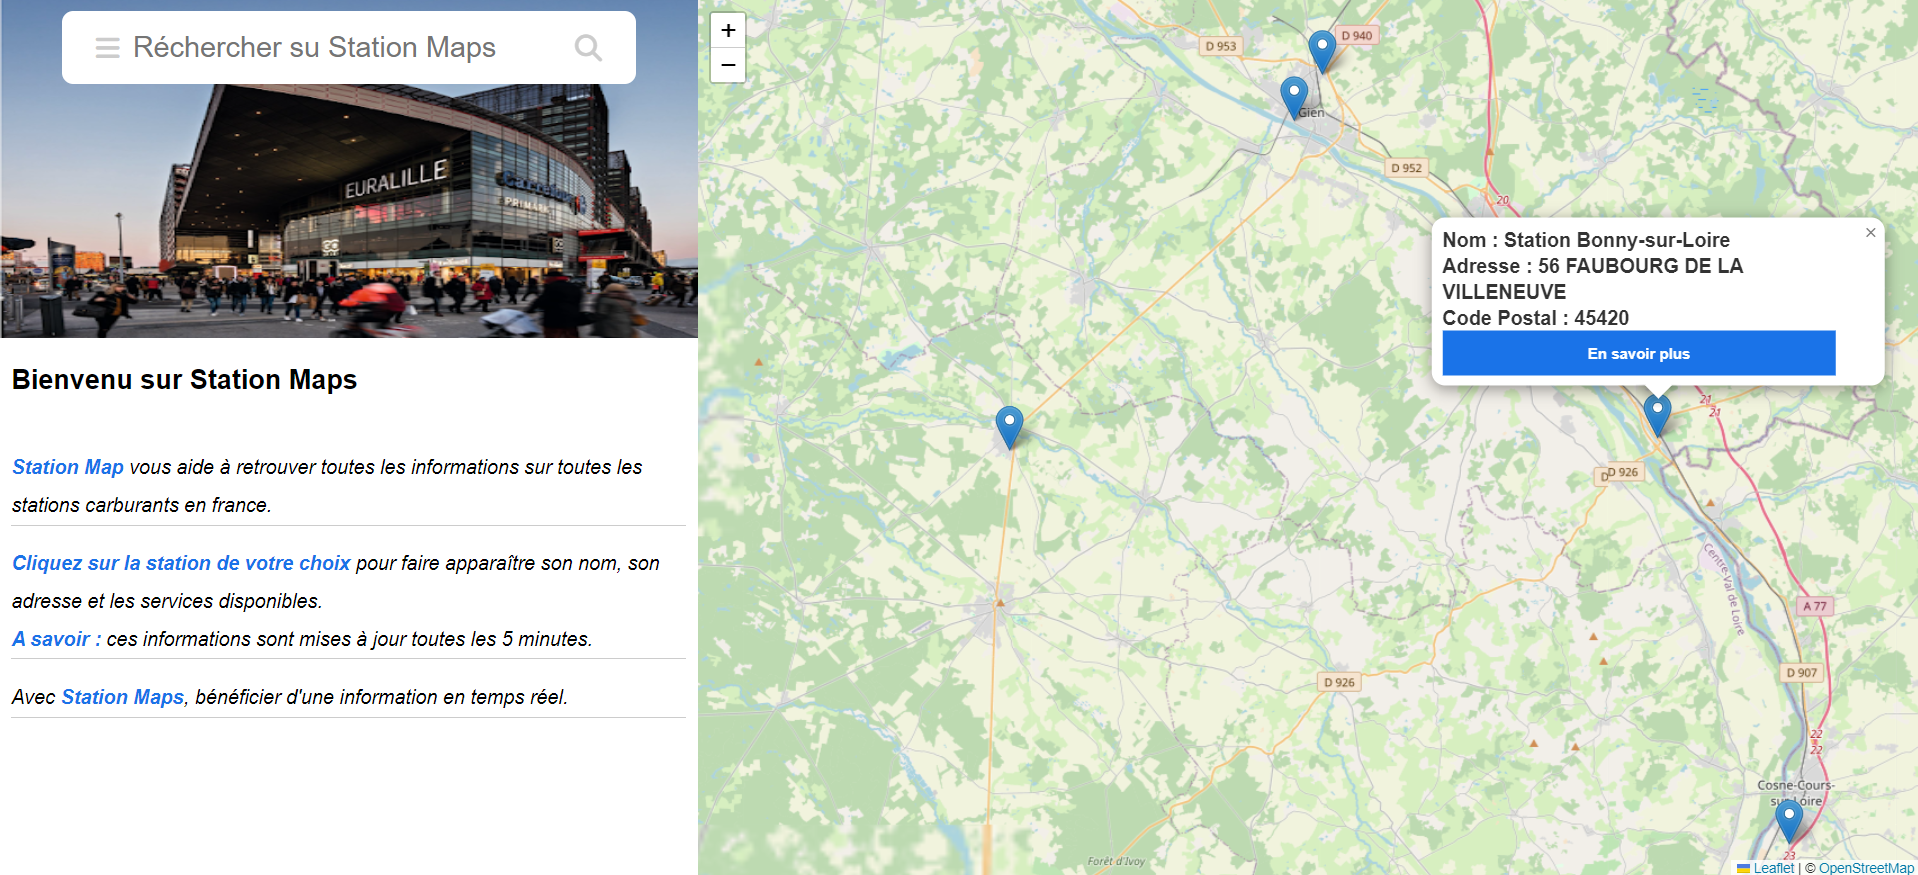 Réchercher su Station Maps
EURALILLE
Carrefour
PRIMARK
Bienvenu sur Station Maps
Station Map vous aide à retrouver toutes les informations sur toutes les
stations carburants en france.
Cliquez sur la station de votre choix pour faire apparaître son nom, son
adresse et les services disponibles.
A savoir : ces informations sont mises à jour toutes les 5 minutes.
Avec Station Maps, bénéficier d'une information en temps réel.
+
−
D 953
D 940
Gien
D 952
20
×
Nom : Station Bonny-sur-Loire
Adresse : 56 FAUBOURG DE LA
VILLENEUVE
Code Postal : 45420
En savoir plus
21
21
D
D 926
Centre-Val de Loire
A 77
D 926
D 907
22
22
Cosne-Cours-
sur-Loire
Forêt d'Ivoy
23
Leaflet | © OpenStreetMap